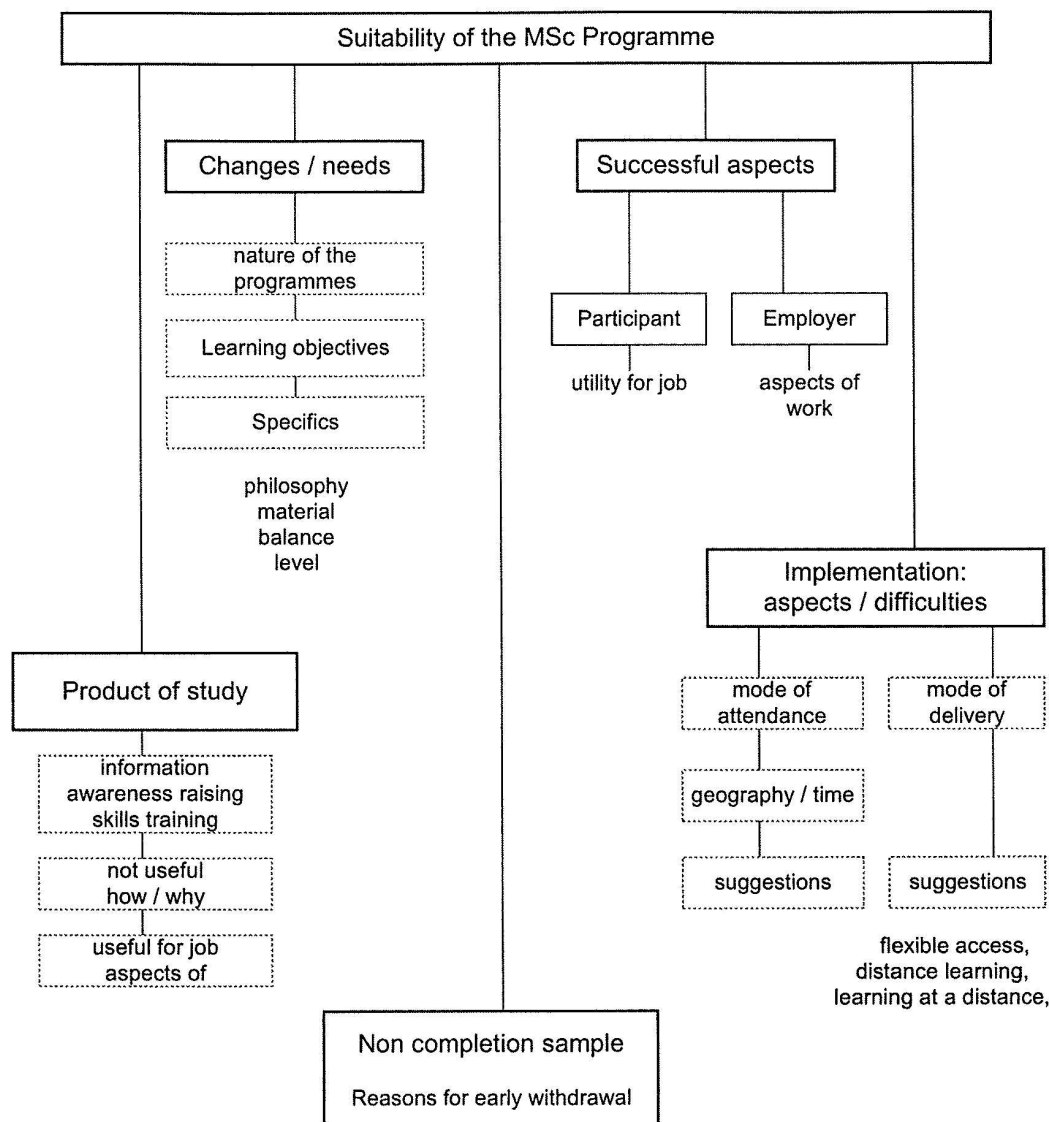 Suitability of the MSc Programme
Changes / needs
nature of the
programmes
Learning objectives
Specifics
philosophy
material
balance
level
Successful aspects
Participant
utility for job
Employer
aspects of
work
Implementation:
aspects / difficulties
mode of
attendance
geography / time
suggestions
mode of
delivery
suggestions
flexible access,
distance learning,
learning at a distance,
Product of study
information
awareness raising
skills training
not useful
how / why
useful for job
aspects of
Non completion sample
Reasons for early withdrawal